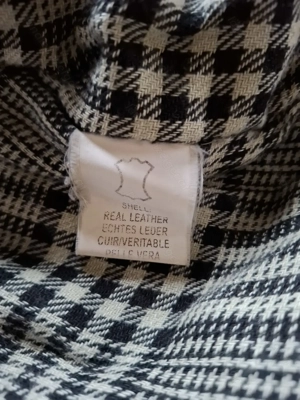 SHELL
REAL LEATHER
ECHTES LEDER
CUIR/VERITABLE
PELLE VERA